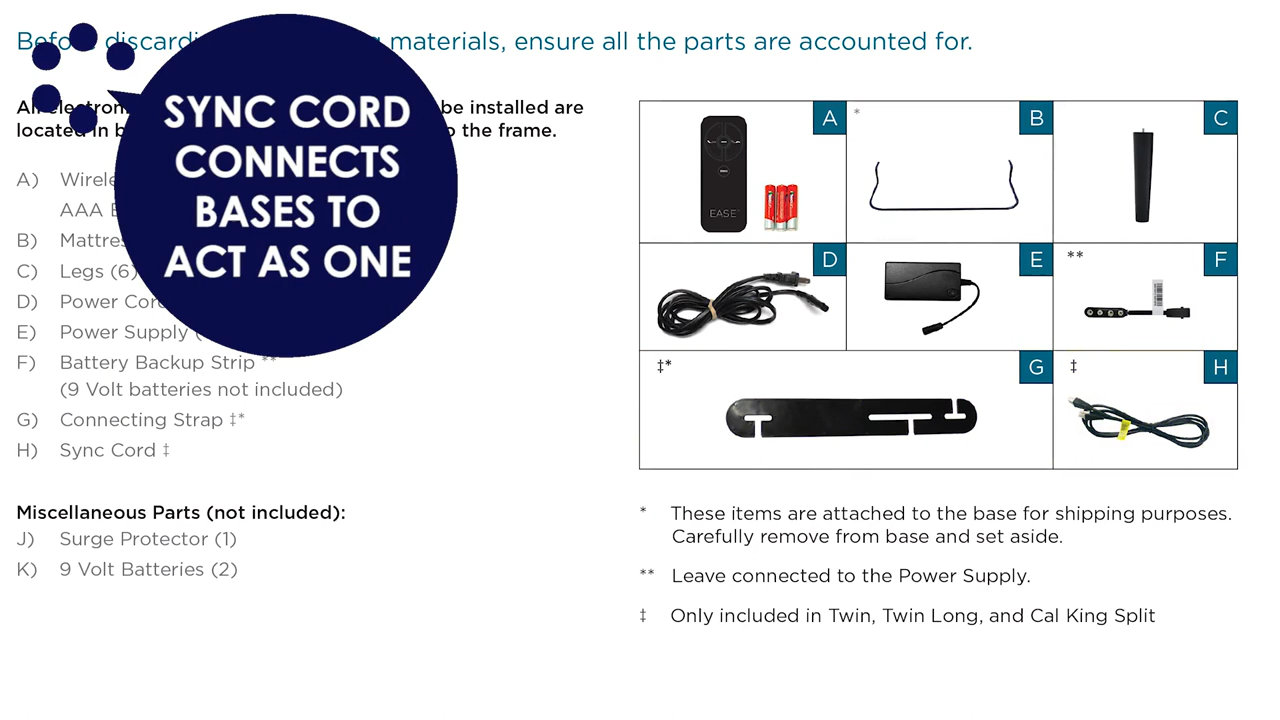 Before discardi materials, ensure all the parts are accounted for.
SYNC CORD
CONNECTS
BASES TO
ACT AS ONE
All electron be installed are
located in b o the frame.
A) Wirele
AAA B
B) Mattres
C) Legs (6)
D) Power Cord
E) Power Supply (
F) Battery Backup Strip **
(9 Volt batteries not included)
G) Connecting Strap ‡*
H) Sync Cord ‡
Miscellaneous Parts (not included):
J) Surge Protector (1)
K) 9 Volt Batteries (2)
A
EASE
* B
C
D
E
** F
‡* G
‡ H
* These items are attached to the base for shipping purposes.
Carefully remove from base and set aside.
** Leave connected to the Power Supply.
‡ Only included in Twin, Twin Long, and Cal King Split